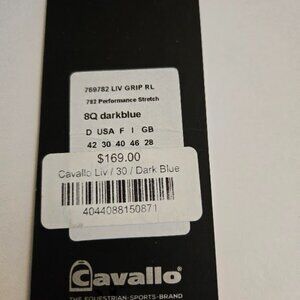 769782 LIV GRIP RL
782 Performance Stretch
8Q darkblue
D USA F I GB
42 30 40 46 28
$169.00
Cavallo Liv / 30 / Dark Blue
4044088150871
Cavallo®
THE EQUESTRIAN-SPORTS-BRAND